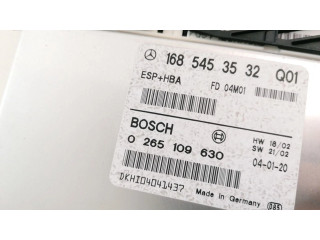 168 545 35 32 Q01
ESP+HBA FD 04M01
BOSCH
HW 18/02
SW 21/02
0 265 109 630
04-01-20
DKHI04041437
Made in Germany 085